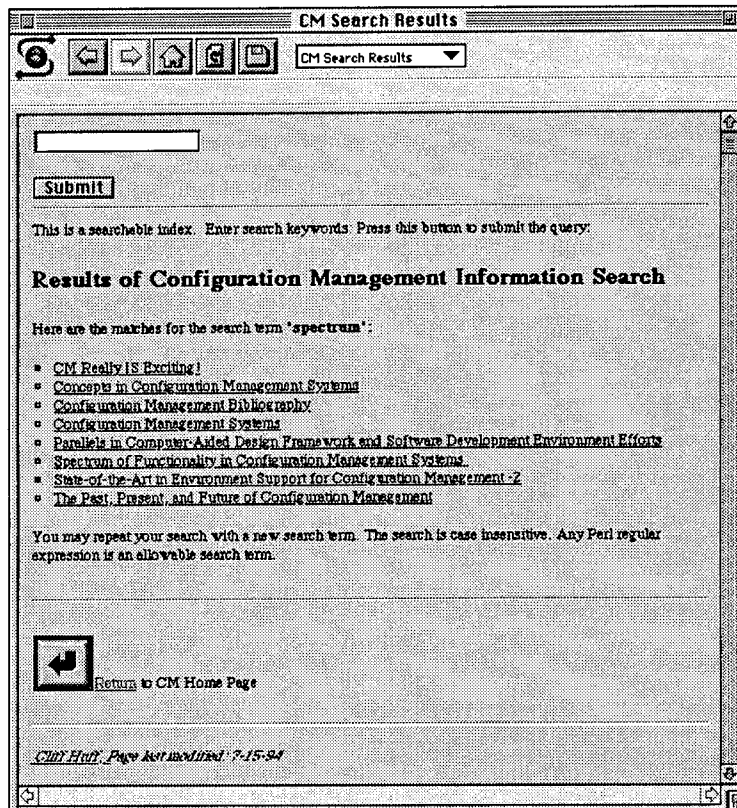 CM Search Results
CM Search Results
Submit
This is a searchable index. Enter search keywords: Press this button to submit the query:
Results of Configuration Management Information Search
Here are the matches for the search term "spectrum":
CM Really IS Exciting!
Concepts in Configuration Management Systems
Configuration Management Bibliography
Configuration Management Systems
Parallels in Computer-Aided Design Framework and Software Development Environment Efforts
Spectrum of Functionality in Configuration Management Systems
State-of-the-Art in Environment Support for Configuration Management -2
The Past, Present, and Future of Configuration Management
You may repeat your search with a new search term. The search is case insensitive. Any Perl regular
expression is an allowable search term.
Return to CM Home Page
Cliff Huff, Page last modified: 7-15-94